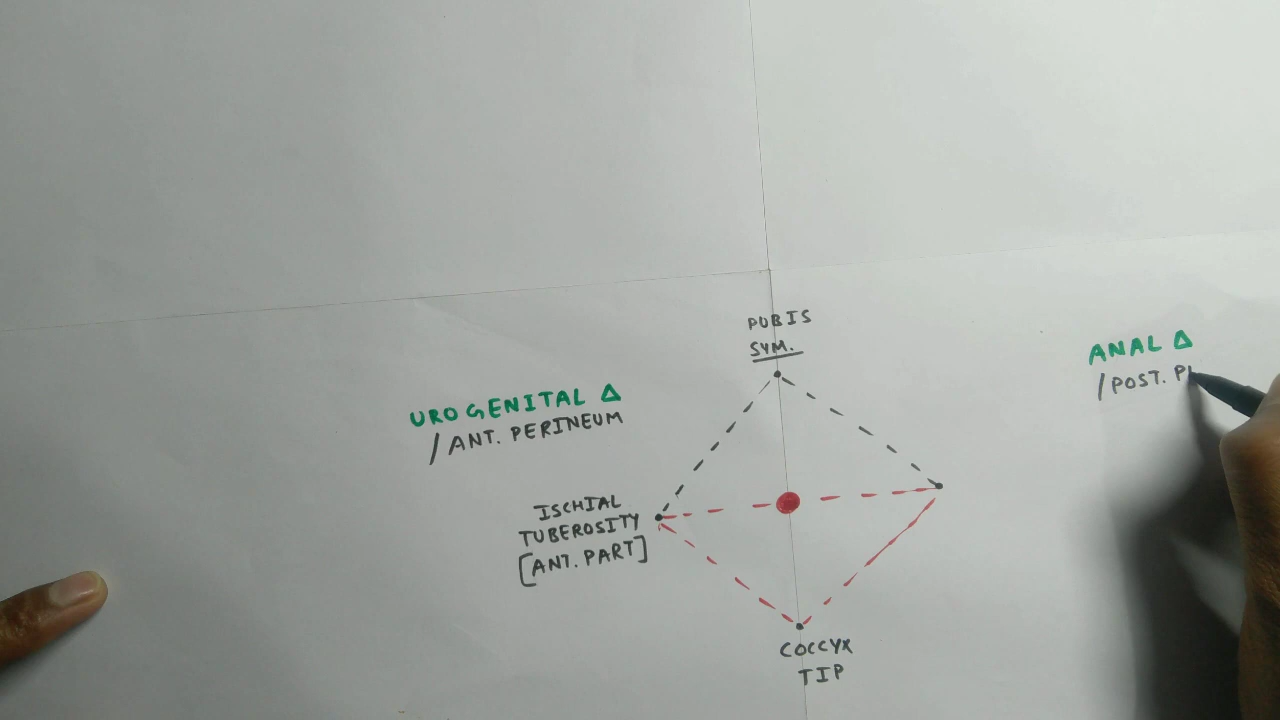 PUBIS
SYM.
UROGENITAL Δ
/ANT. PERINEUM
ANAL Δ
/POST. P
ISCHIAL
TUBEROSITY
[ANT. PART]
COCCYX
TIP